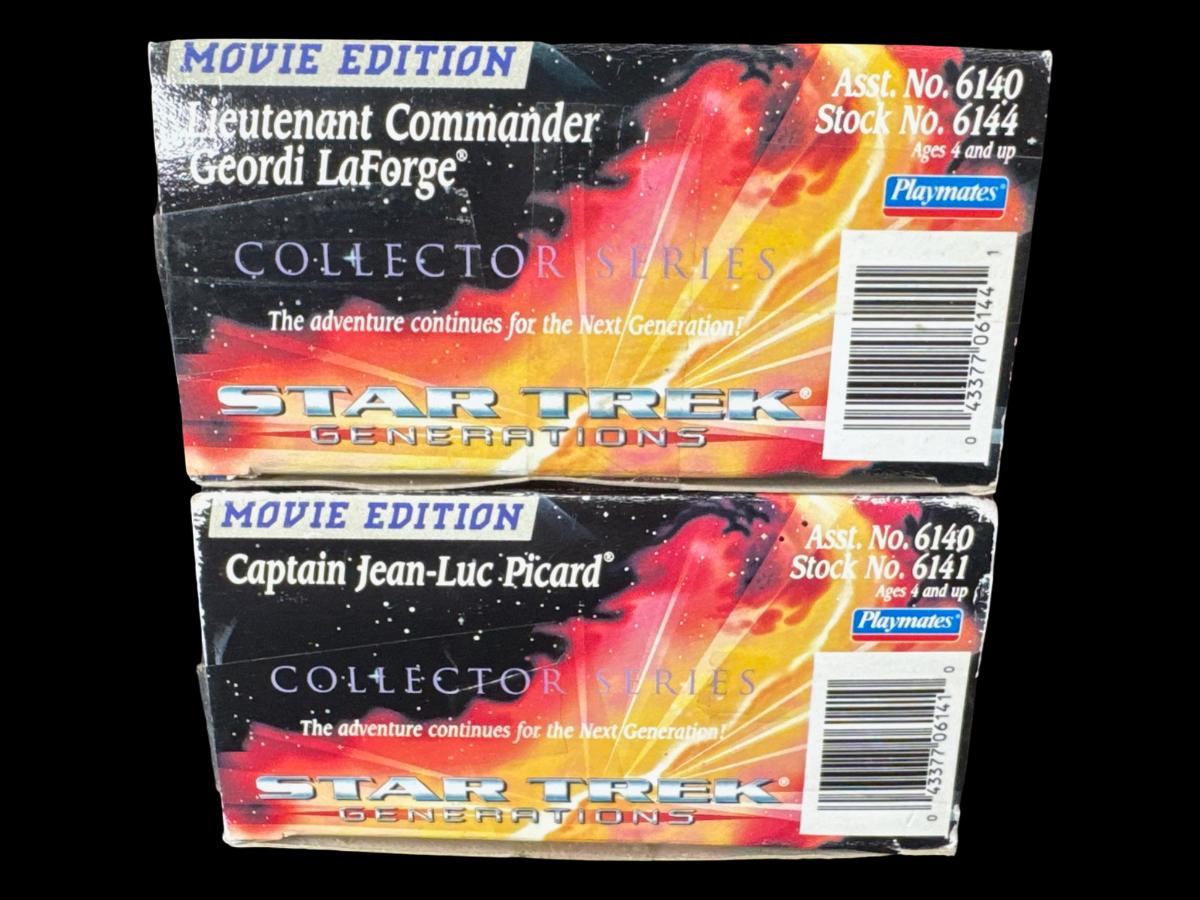 MOVIE EDITION
Lieutenant Commander
Geordi LaForge®
Asst. No. 6140
Stock No. 6144
Ages 4 and up
Playmates®
COLLECTOR SERIES
The adventure continues for the Next Generation!
STAR TREK®
GENERATIONS
0 43377 06144 1
MOVIE EDITION
Captain Jean-Luc Picard®
Asst. No. 6140
Stock No. 6141
Ages 4 and up
Playmates®
COLLECTOR SERIES
The adventure continues for the Next Generation!
STAR TREK®
GENERATIONS
0 43377 06141 0